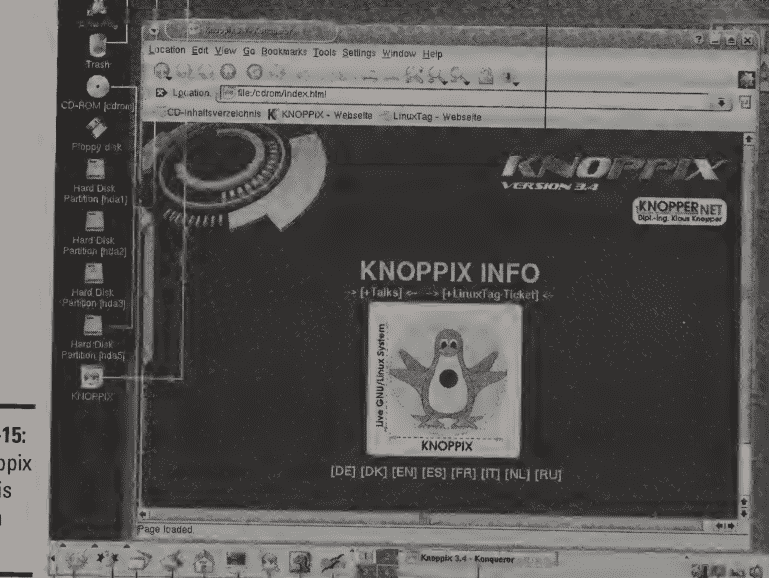 Trash
CD-ROM [cdrom]
Floppy disk
Hard Disk
Partition [hda1]
Hard Disk
Partition [hda2]
Hard Disk
Partition [hda3]
Hard Disk
Partition [hda5]
KNOPPIX
-15:
ppix
is
Location Edit View Go Bookmarks Tools Settings Window Help
Location: file:/cdrom/index.html
CD-Inhaltsverzeichnis KNOPPIX - Webseite LinuxTag - Webseite
KNOPPIX
VERSION 3.4
KNOPPER.NET
Dipl.-Ing. Klaus Knopper
KNOPPIX INFO
--> [+Talks] <-- --> [+LinuxTag-Ticket] <--
Live GNU/Linux System
KNOPPIX
[DE] [DK] [EN] [ES] [FR] [IT] [NL] [RU]
Page loaded.
Knoppix 3.4 - Konqueror